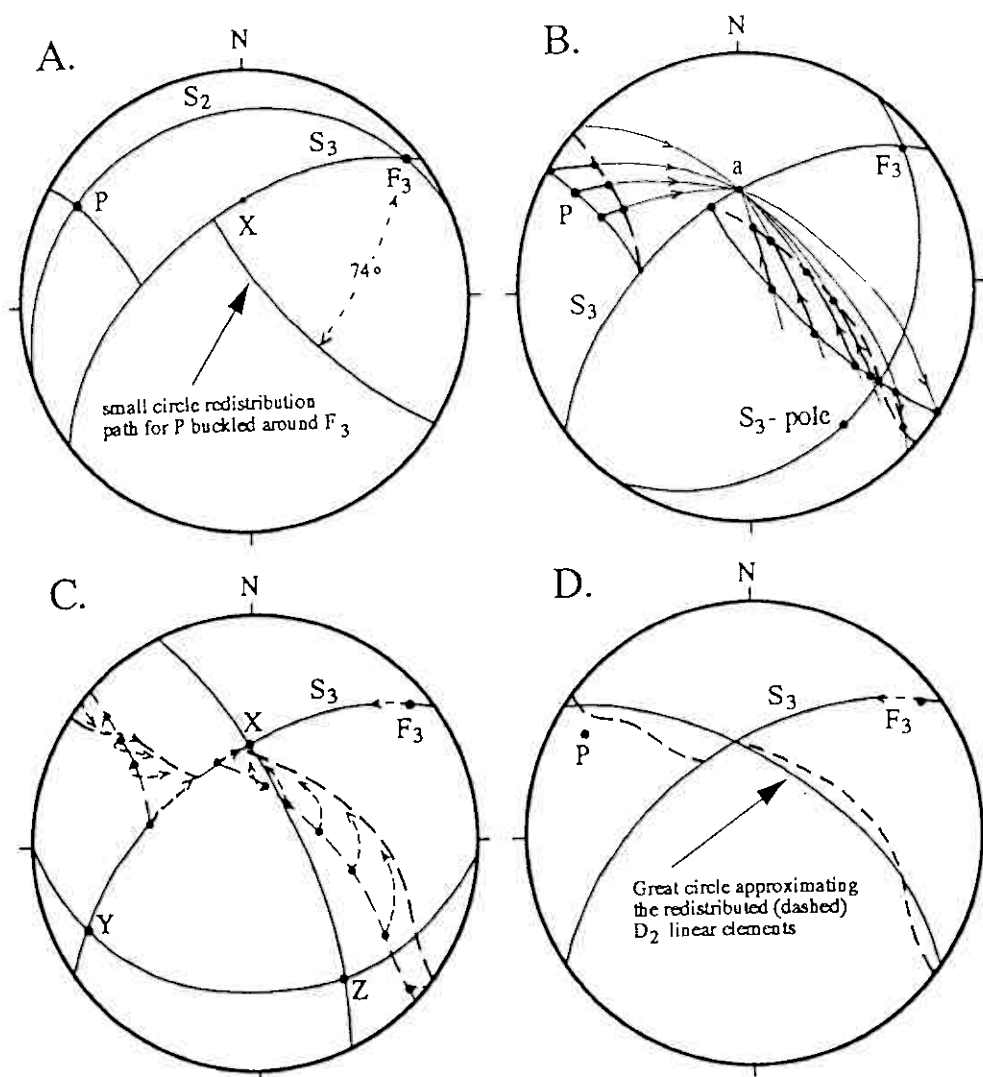 A.
N
S2
S3
P
F3
X
74°
small circle redistribution
path for P buckled around F3
B.
N
a
F3
P
S3
S3 - pole
C.
N
S3
X
F3
Y
Z
D.
N
S3
F3
P
Great circle approximating
the redistributed (dashed)
D2 linear elements